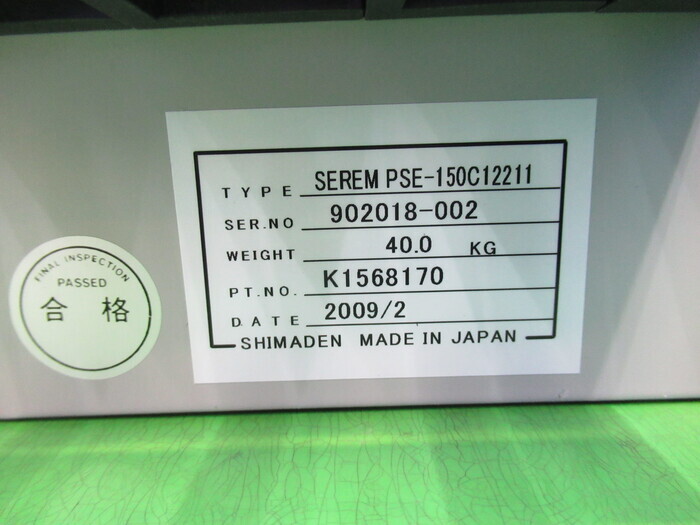 TYPE SEREM PSE-150C12211
SER.NO 902018-002
WEIGHT 40.0 KG
PT.NO. K1568170
DATE 2009/2
SHIMADEN MADE IN JAPAN
FINAL INSPECTION
PASSED
合格